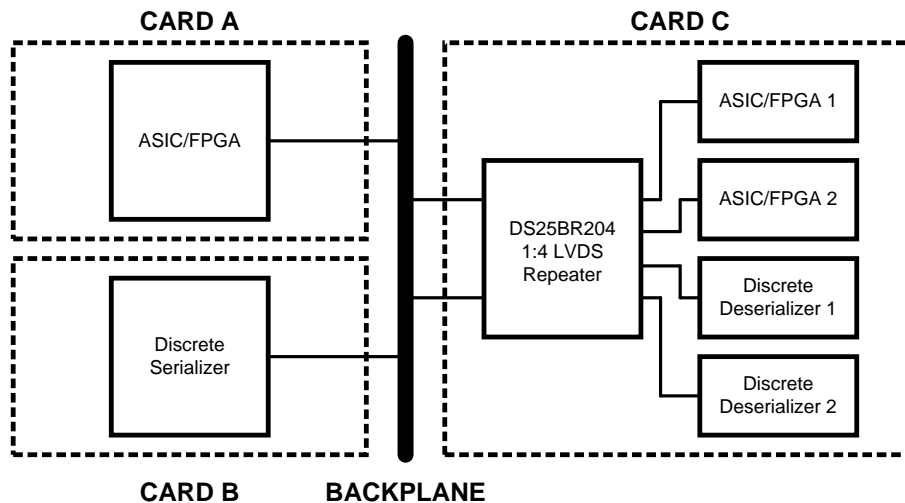 CARD A
CARD C
ASIC/FPGA
ASIC/FPGA 1
ASIC/FPGA 2
DS25BR204
1:4 LVDS
Repeater
Discrete
Serializer
Discrete
Deserializer 1
Discrete
Deserializer 2
CARD B
BACKPLANE